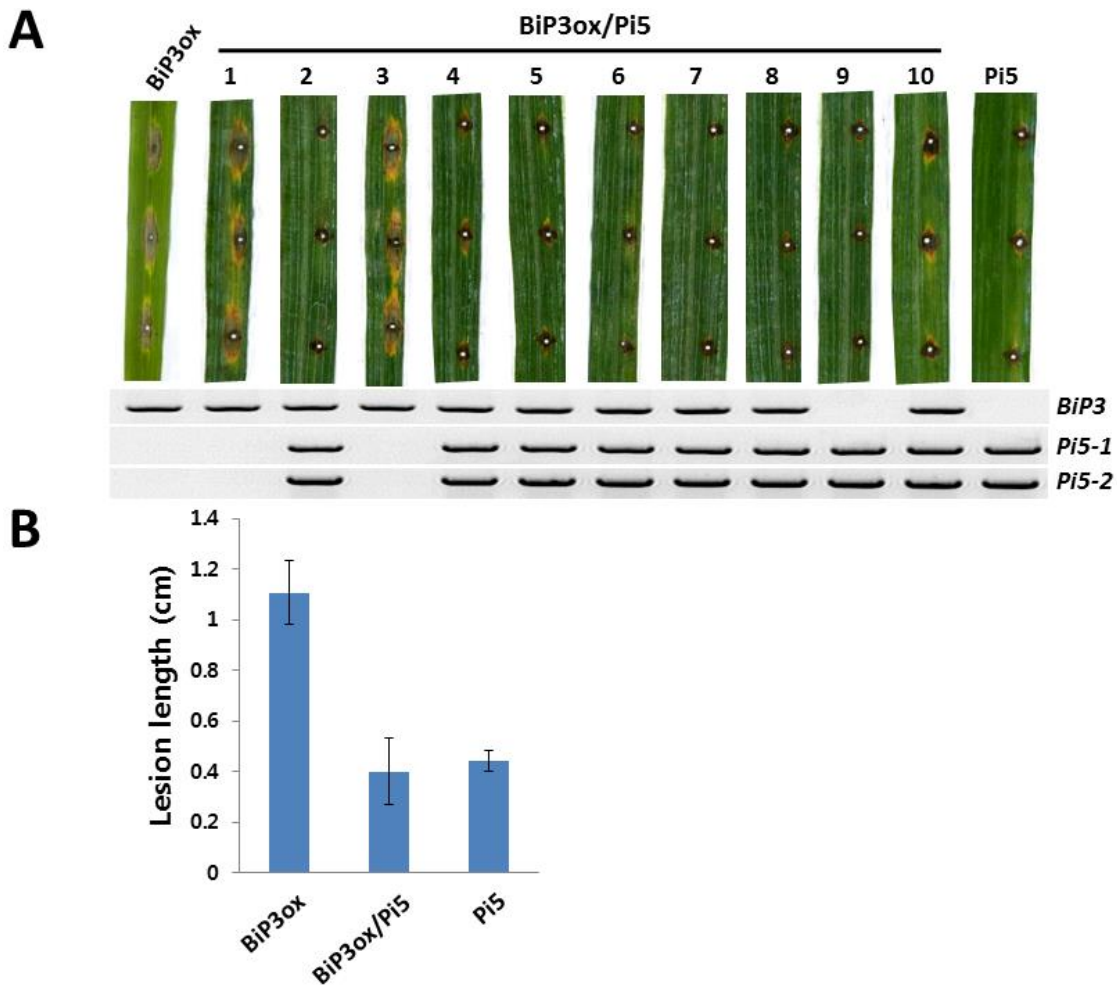 A
BiP3ox/Pi5
BiP3ox 1 2 3 4 5 6 7 8 9 10 Pi5
BiP3
Pi5-1
Pi5-2
B
1.4
1.2
1
0.8
0.6
0.4
0.2
0
Lesion length (cm)
BiP3ox BiP3ox/Pi5 Pi5